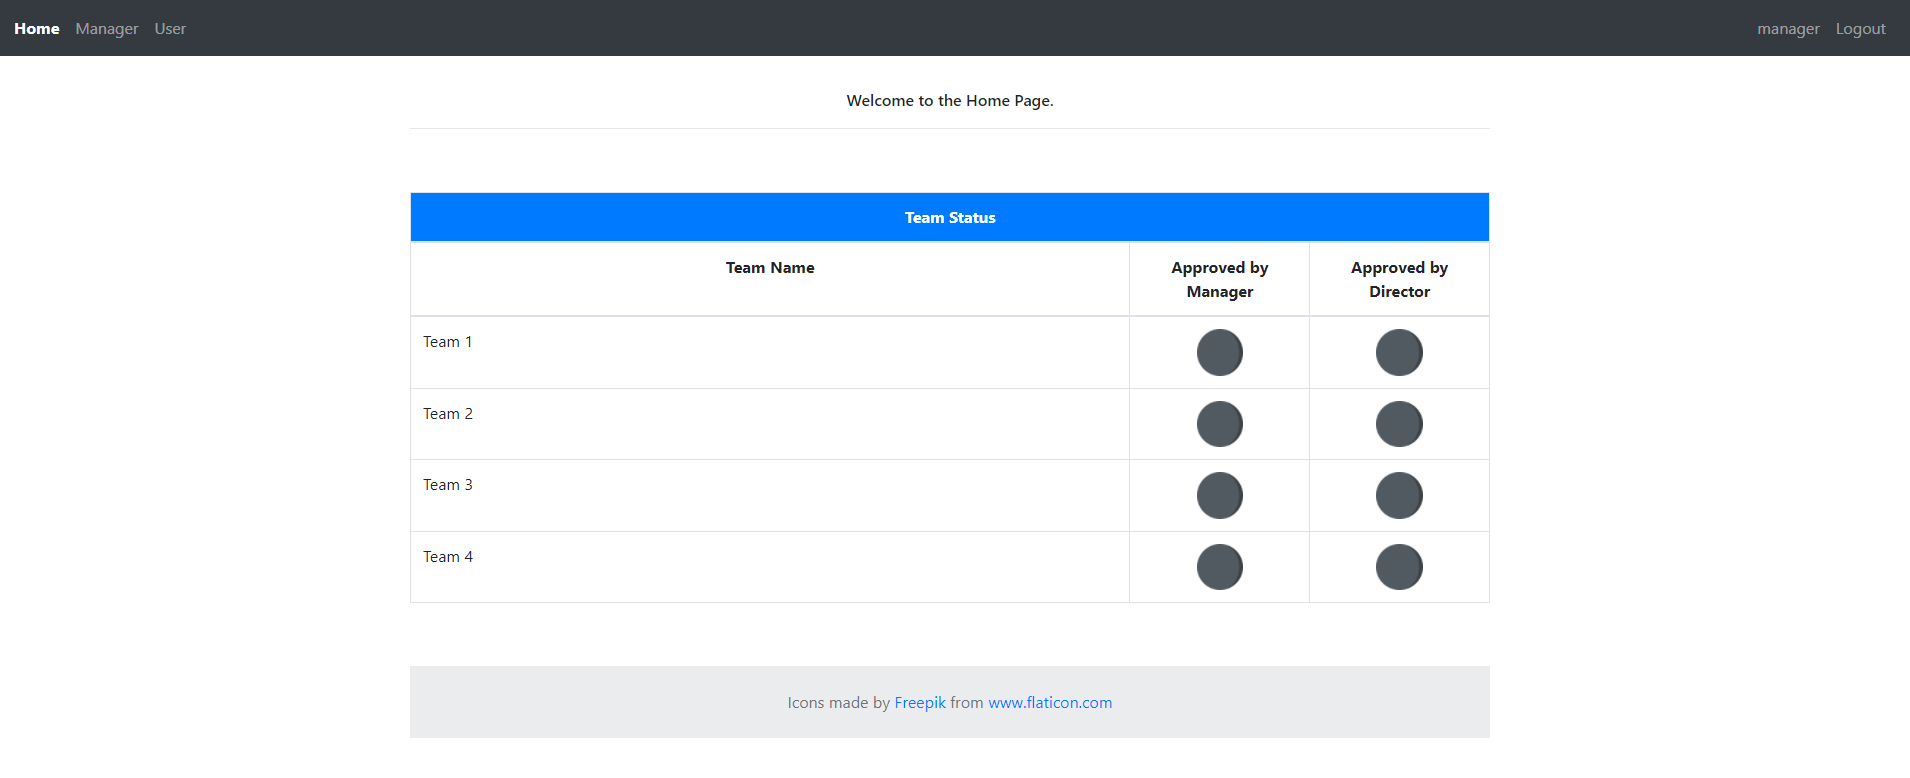 Home Manager User manager Logout
Welcome to the Home Page.
Team Status
Team Name
Approved by
Manager
Approved by
Director
Team 1
Team 2
Team 3
Team 4
Icons made by Freepik from www.flaticon.com